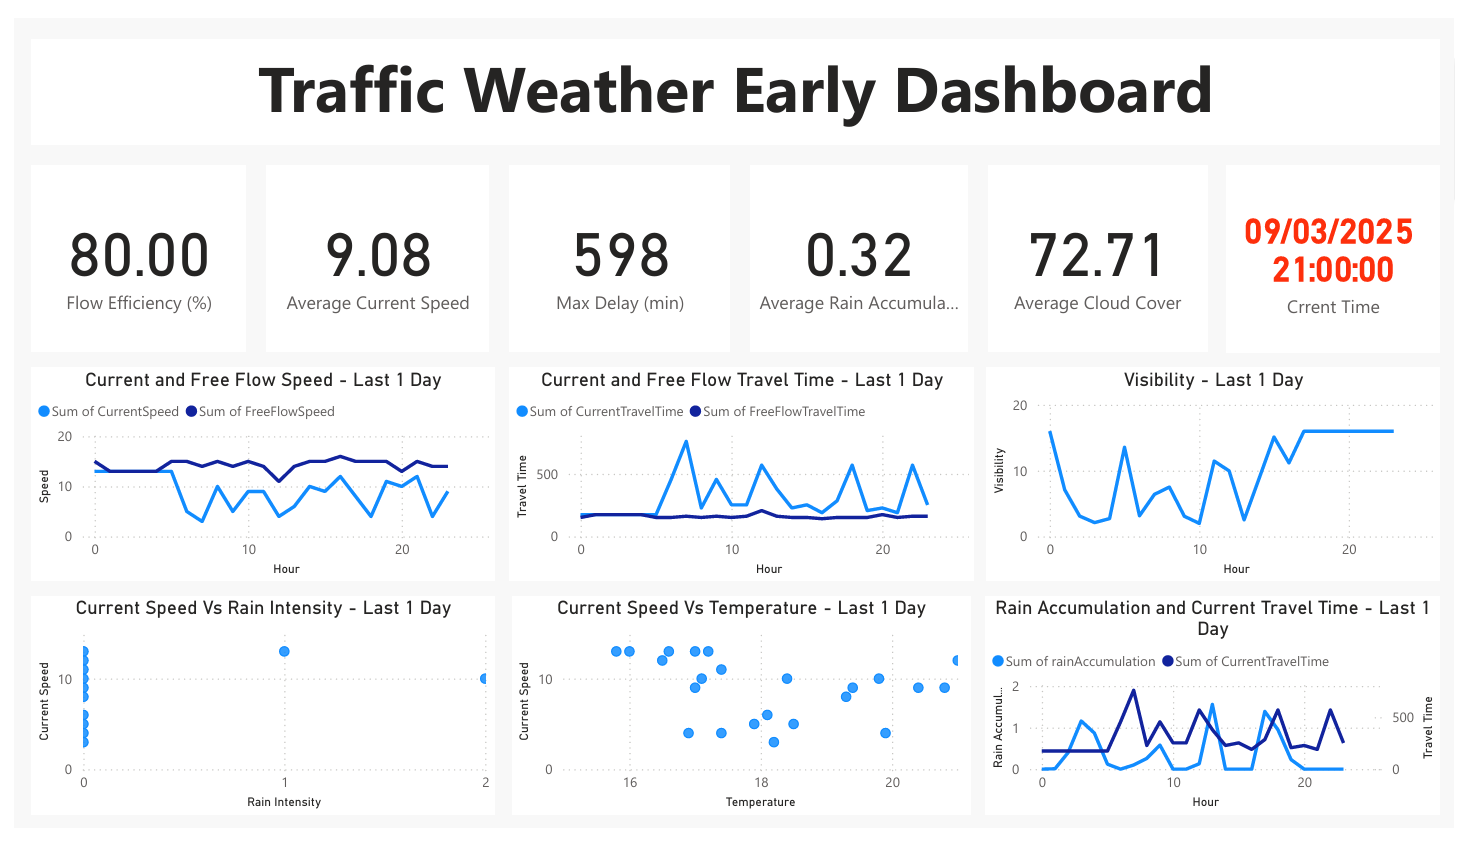 Traffic Weather Early Dashboard
80.00
Flow Efficiency (%)
9.08
Average Current Speed
598
Max Delay (min)
0.32
Average Rain Accumula...
72.71
Average Cloud Cover
09/03/2025
21:00:00
Crrent Time
Current and Free Flow Speed - Last 1 Day
Sum of CurrentSpeed Sum of FreeFlowSpeed
Speed
20
10
0
0 10 20
Hour
Current and Free Flow Travel Time - Last 1 Day
Sum of CurrentTravelTime Sum of FreeFlowTravelTime
Travel Time
500
0
0 10 20
Hour
Visibility - Last 1 Day
Visibility
20
10
0
0 10 20
Hour
Current Speed Vs Rain Intensity - Last 1 Day
Current Speed
10
0
0 1 2
Rain Intensity
Current Speed Vs Temperature - Last 1 Day
Current Speed
10
0
16 18 20
Temperature
Rain Accumulation and Current Travel Time - Last 1
Day
Sum of rainAccumulation Sum of CurrentTravelTime
Rain Accumul...
2
1
0
500
0
Travel Time
0 10 20
Hour